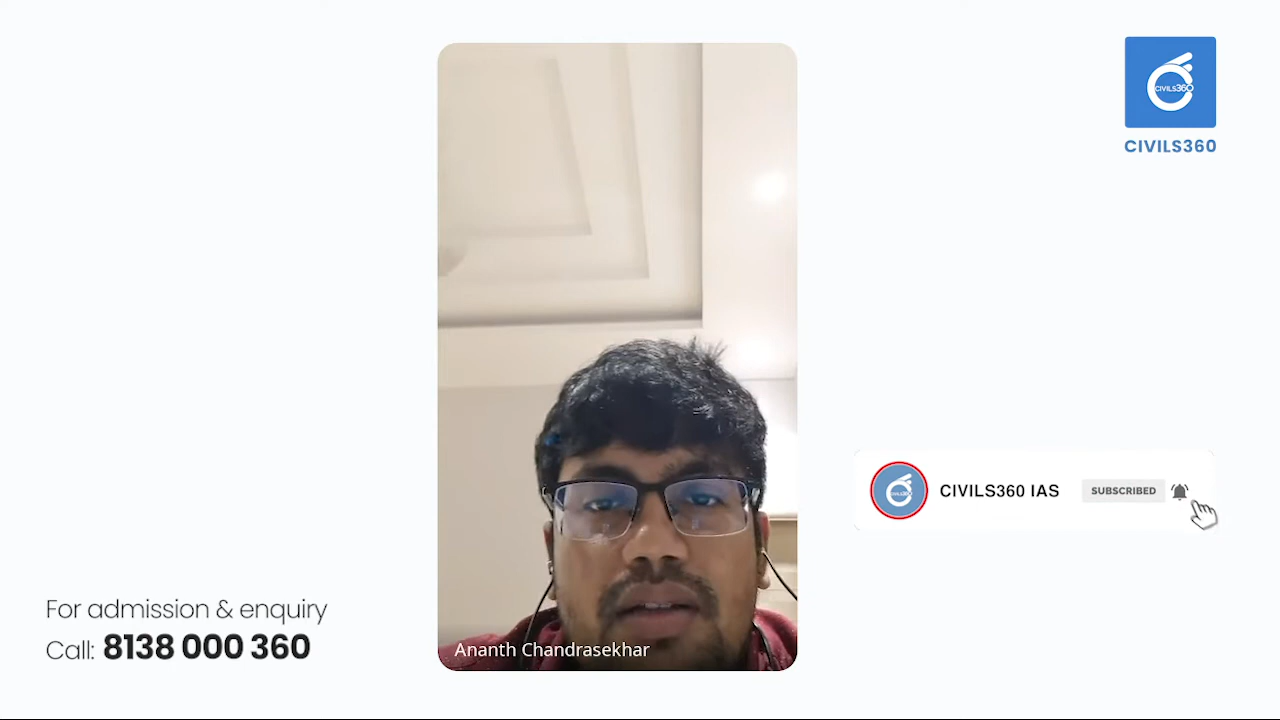 CIVILS360
CIVILS360
For admission & enquiry
Call: 8138 000 360
Ananth Chandrasekhar
CIVILS360 IAS
SUBSCRIBED